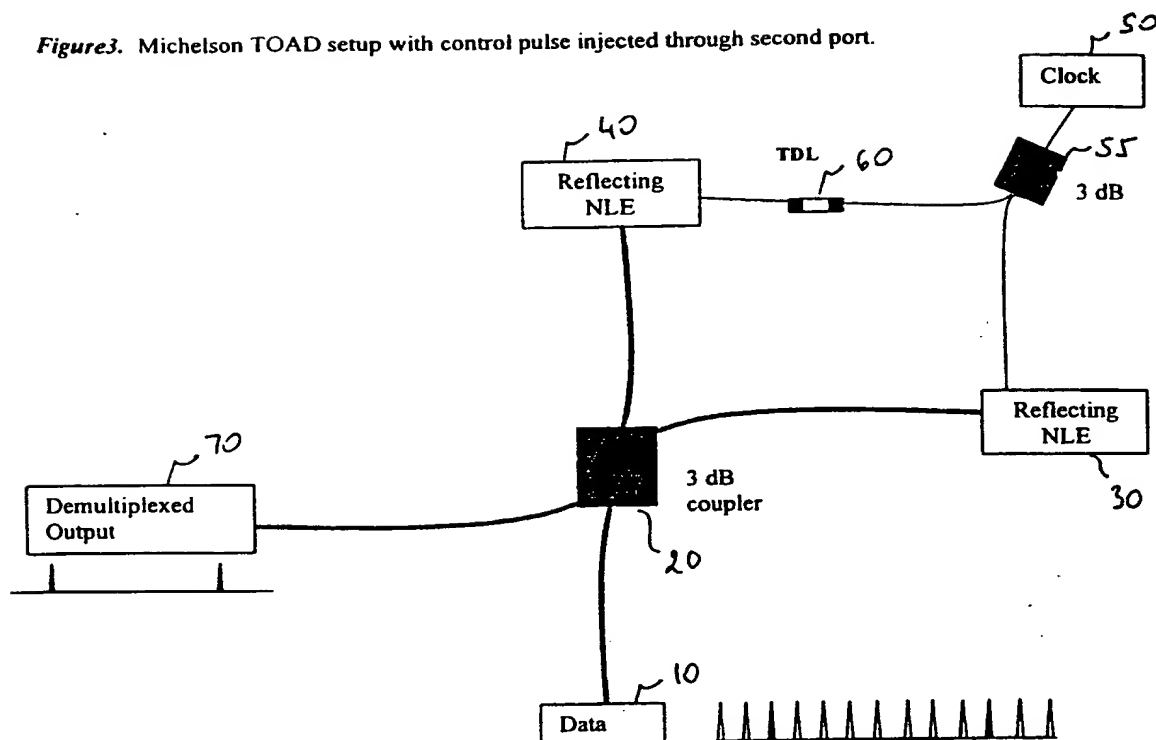 Figure3. Michelson TOAD setup with control pulse injected through second port.
50
Clock
40
55
TDL
60
3 dB
Reflecting
NLE
Reflecting
NLE
70
3 dB
coupler
30
Demultiplexed
Output
20
10
Data